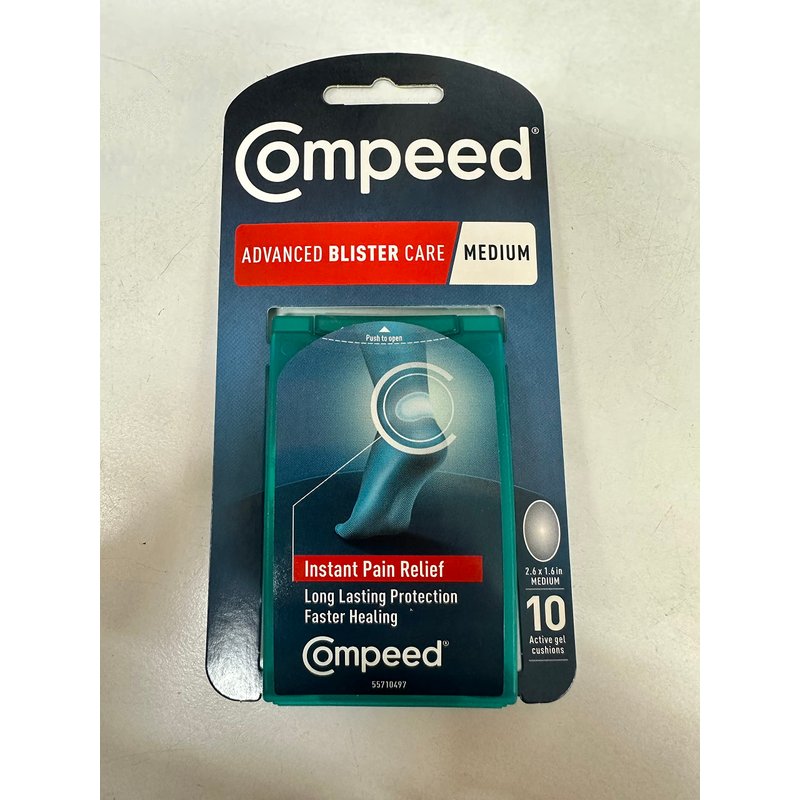 Compeed®
ADVANCED BLISTER CARE MEDIUM
Push to open
Instant Pain Relief
Long Lasting Protection
Faster Healing
Compeed®
55710497
2.6 x 1.6 in
MEDIUM
10
Active gel
cushions